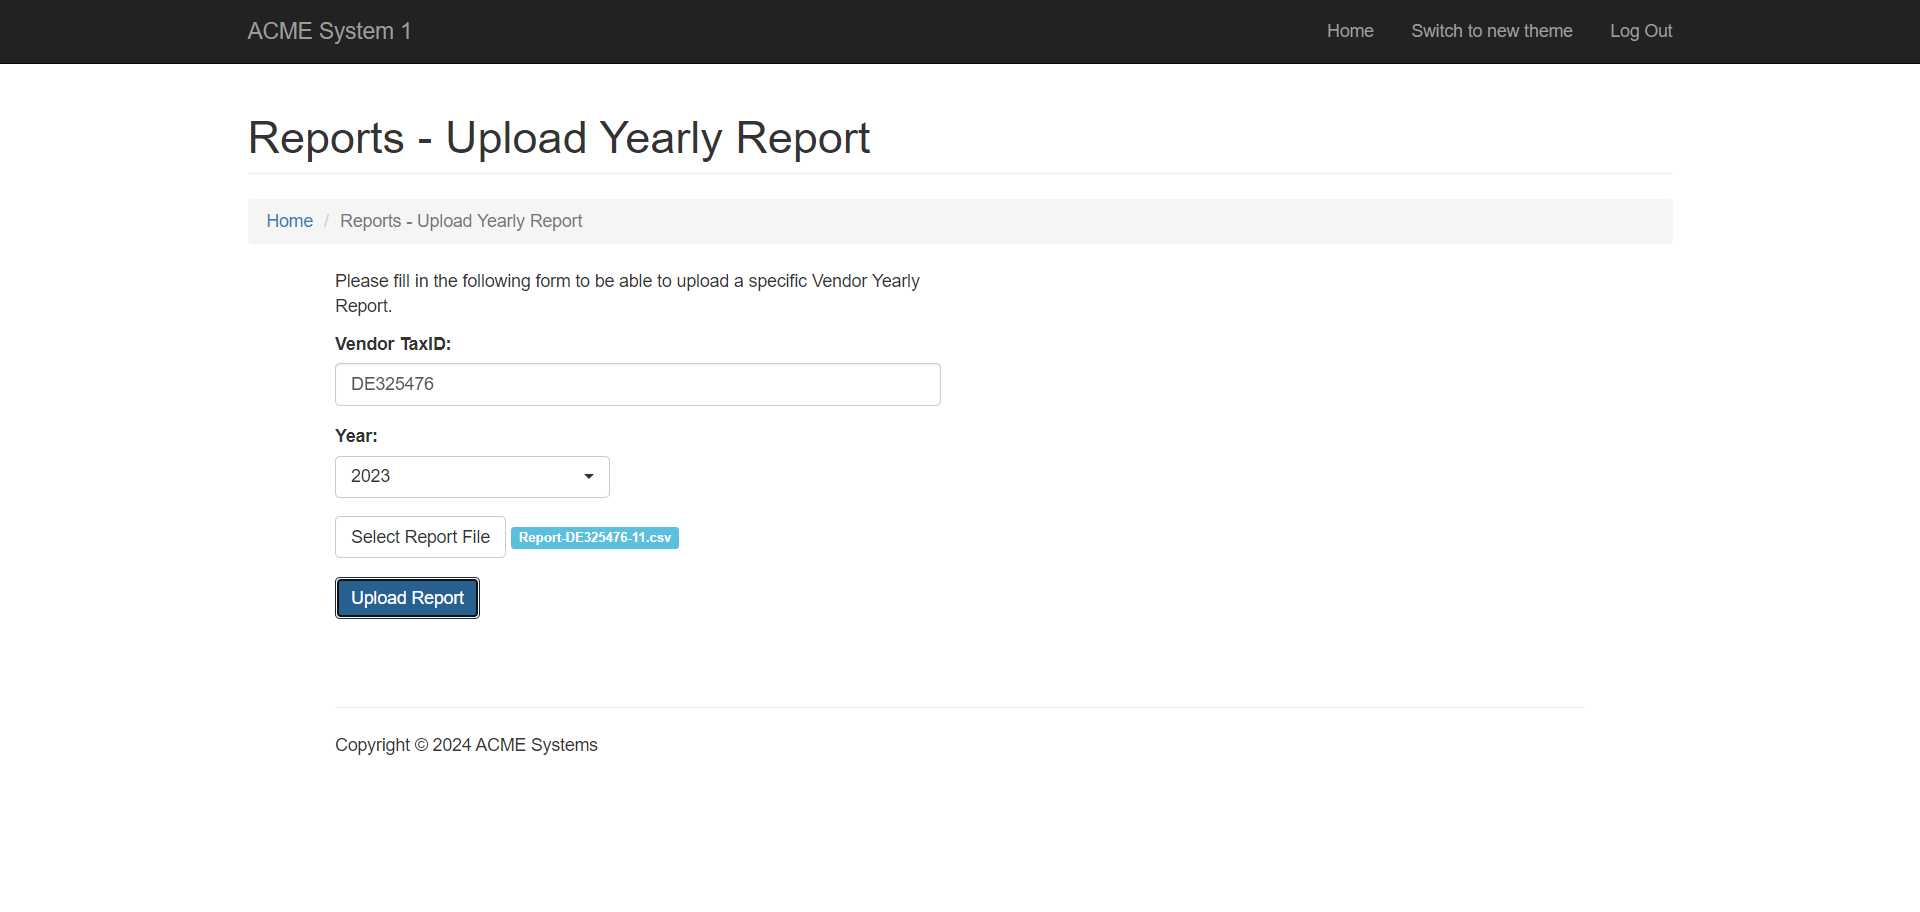 ACME System 1
Home
Switch to new theme
Log Out
Reports - Upload Yearly Report
Home / Reports - Upload Yearly Report
Please fill in the following form to be able to upload a specific Vendor Yearly
Report.
Vendor TaxID:
DE325476
Year:
2023
Select Report File
Report-DE325476-11.csv
Upload Report
Copyright © 2024 ACME Systems